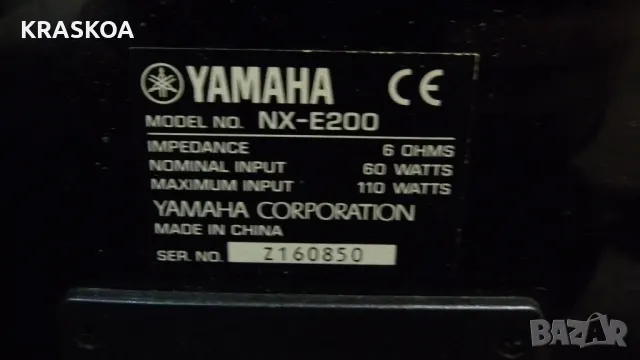 KRASKOA
YAMAHA CE
MODEL NO. NX-E200
IMPEDANCE 6 OHMS
NOMINAL INPUT 60 WATTS
MAXIMUM INPUT 110 WATTS
YAMAHA CORPORATION
MADE IN CHINA
SER. NO. Z160850
BAZAR